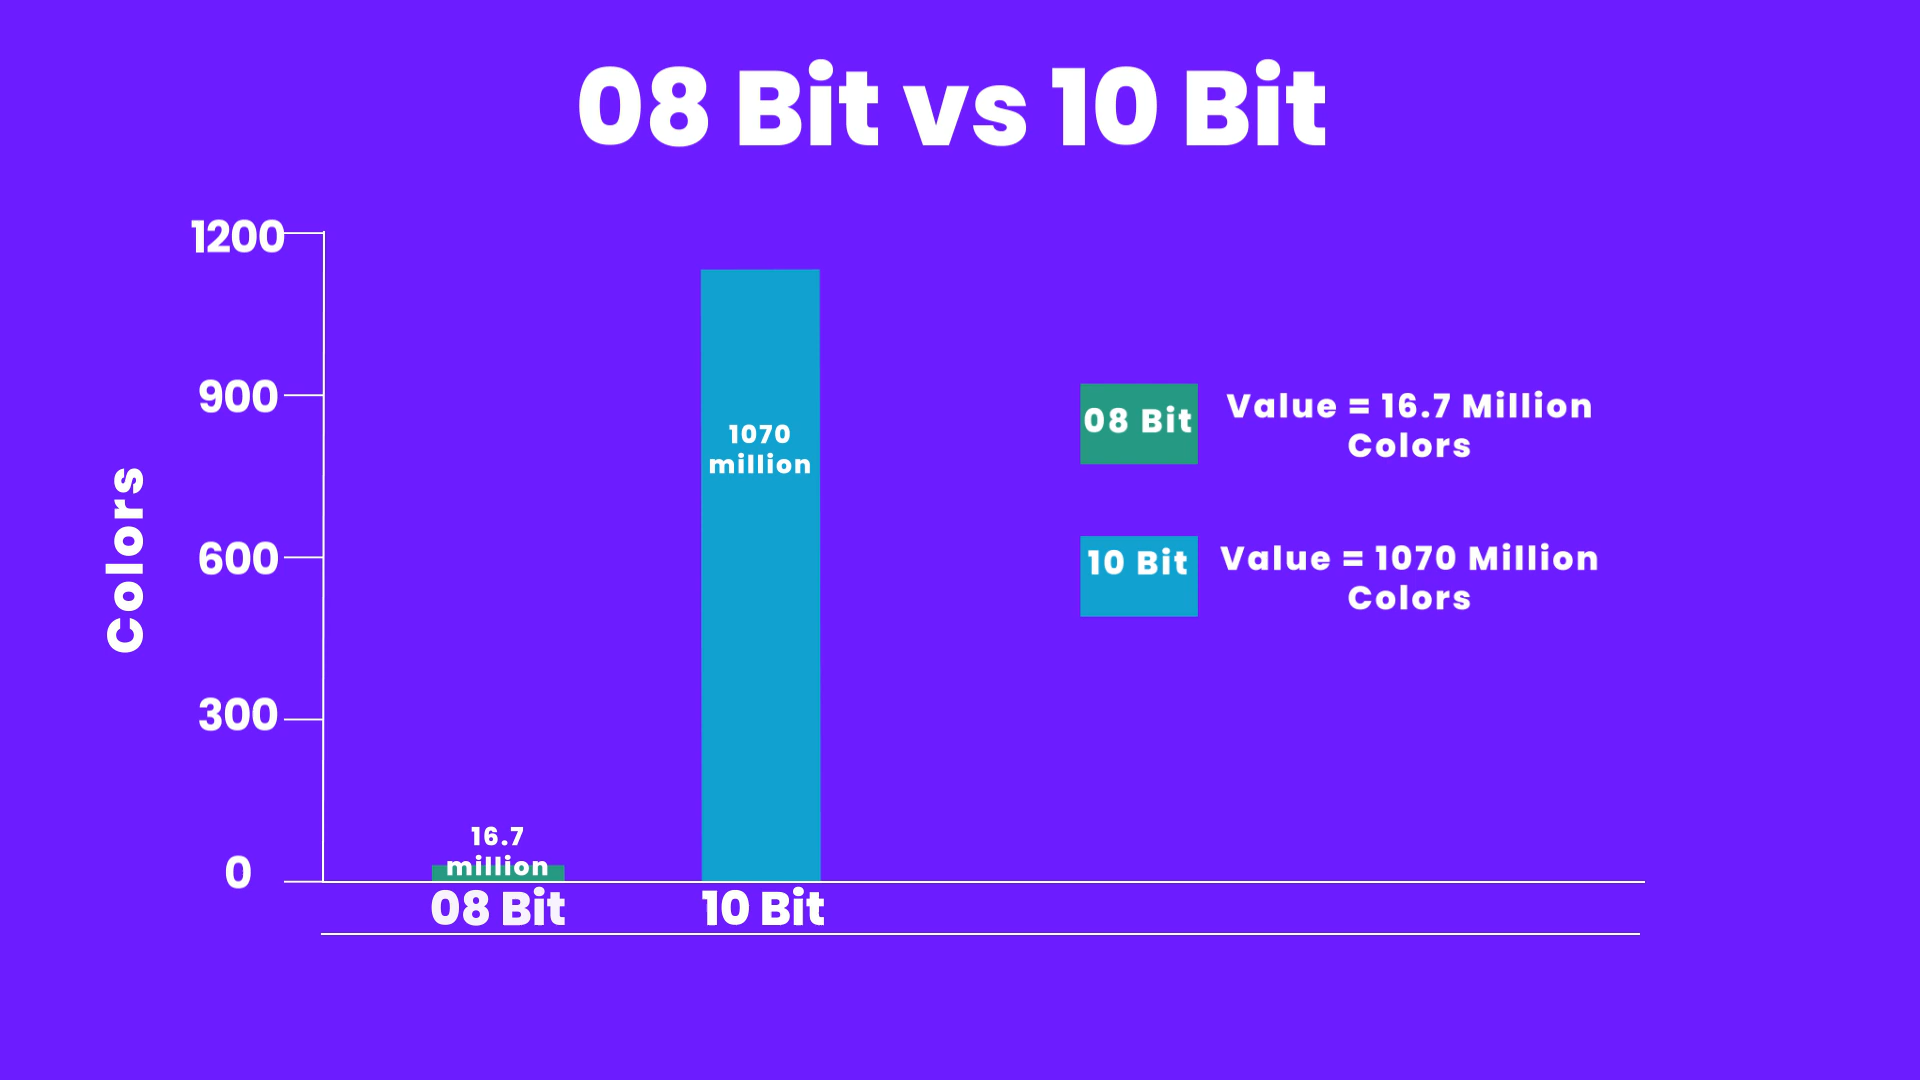 08 Bit vs 10 Bit
1200
900
600
300
0
Colors
1070
million
16.7
million
08 Bit
10 Bit
08 Bit
Value = 16.7 Million
Colors
10 Bit
Value = 1070 Million
Colors